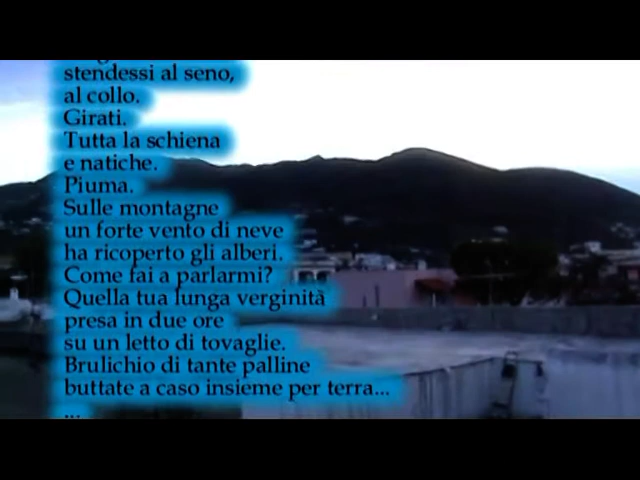 stendessi al seno,
al collo.
Girati.
Tutta la schiena
e natiche.
Piuma.
Sulle montagne
un forte vento di neve
ha ricoperto gli alberi.
Come fai a parlarmi?
Quella tua lunga verginità
presa in due ore
su un letto di tovaglie.
Brulichio di tante palline
buttate a caso insieme per terra...
...